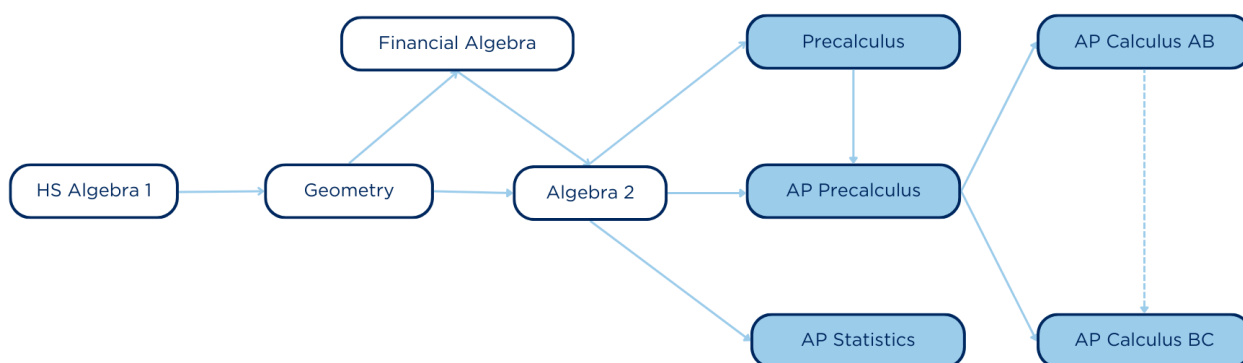 Financial Algebra
Precalculus
AP Calculus AB
HS Algebra 1
Geometry
Algebra 2
AP Precalculus
AP Statistics
AP Calculus BC